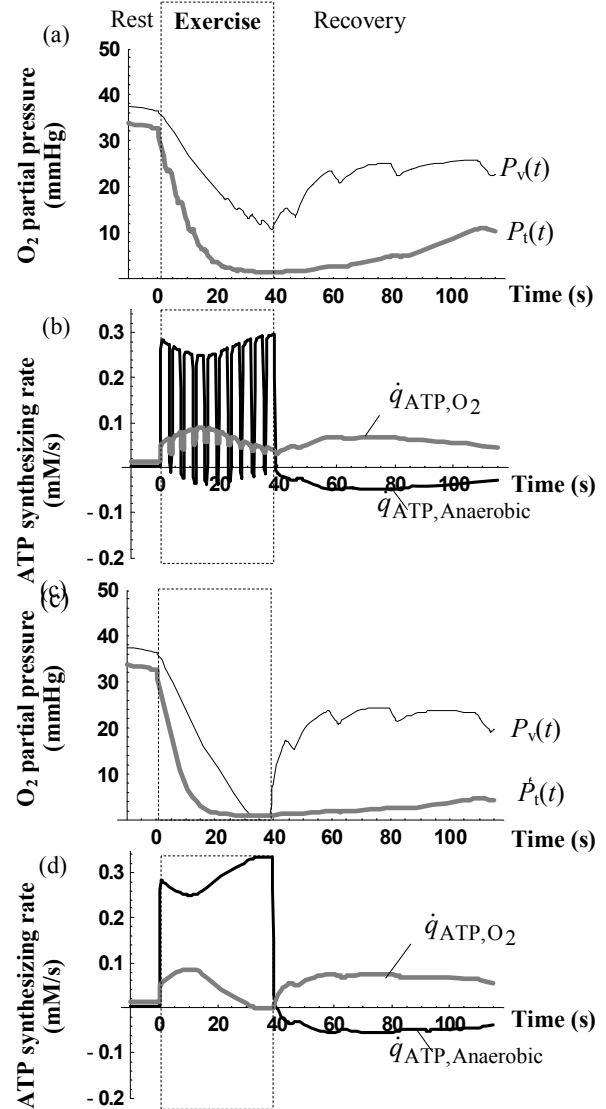 (a) Rest Exercise Recovery
50
40
30
20
10
O2 partial pressure
(mmHg)
Pv(t)
Pt(t)
0 20 40 60 80 100 Time (s)
(b)
0.3
0.2
0.1
0
- 0.1
- 0.2
ATP synthesizing rate
(mM/s)
q̇ATP,O2
0 20 40 60 80 100 Time (s)
qATP,Anaerobic
(c)
(c)
50
40
30
20
10
O2 partial pressure
(mmHg)
Pv(t)
Pt(t)
0 20 40 60 80 100 Time (s)
(d)
0.3
0.2
0.1
0
- 0.1
- 0.2
ATP synthesizing rate
(mM/s)
q̇ATP,O2
0 20 40 60 80 100 Time (s)
q̇ATP,Anaerobic